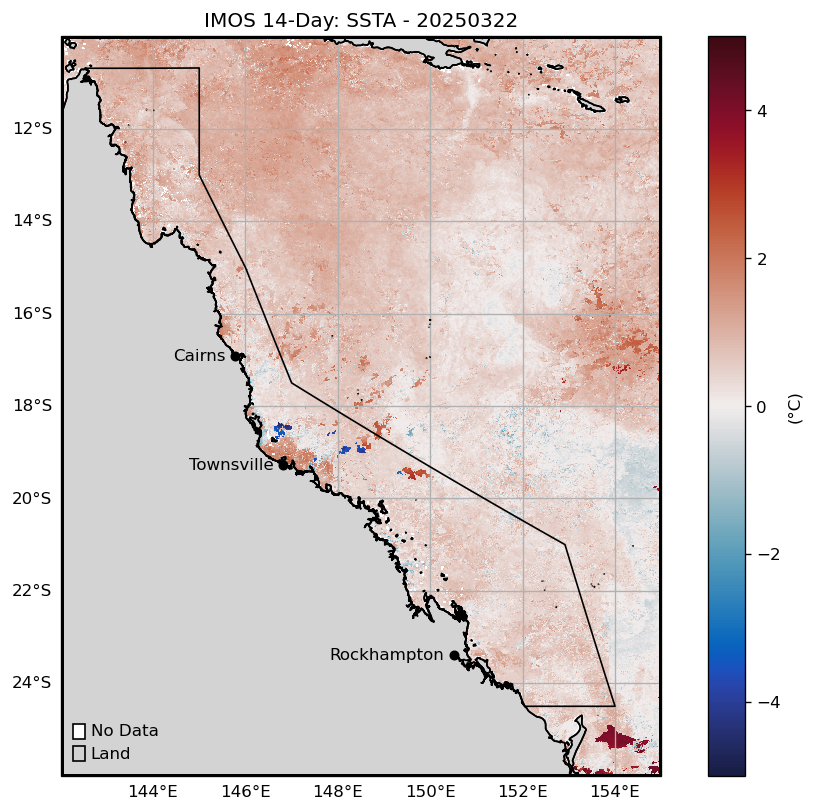 IMOS 14-Day: SSTA - 20250322
12°S
14°S
16°S
18°S
20°S
22°S
24°S
Cairns
Townsville
Rockhampton
No Data
Land
144°E 146°E 148°E 150°E 152°E 154°E
4
2
0
−2
−4
(°C)